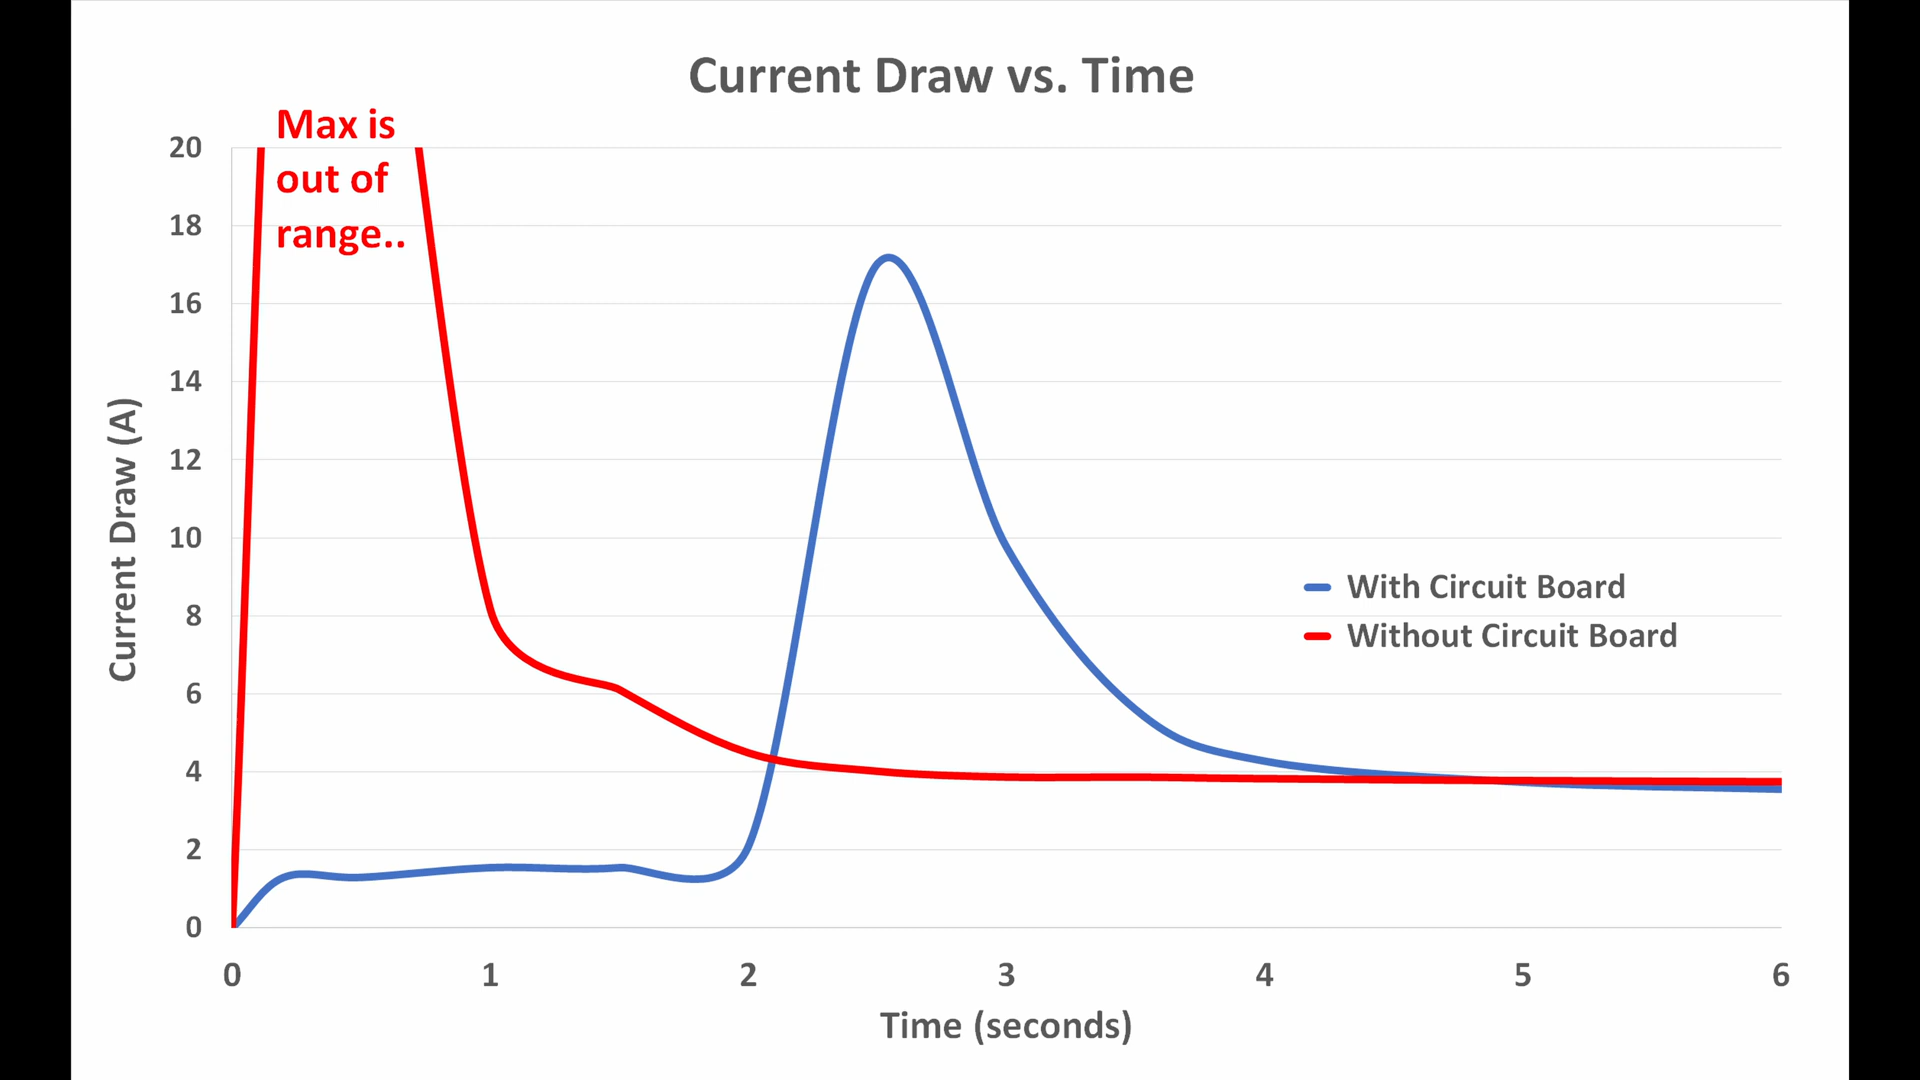 Current Draw vs. Time
Max is
out of
range..
20
18
16
14
12
10
8
6
4
2
0
Current Draw (A)
With Circuit Board
Without Circuit Board
0 1 2 3 4 5 6
Time (seconds)